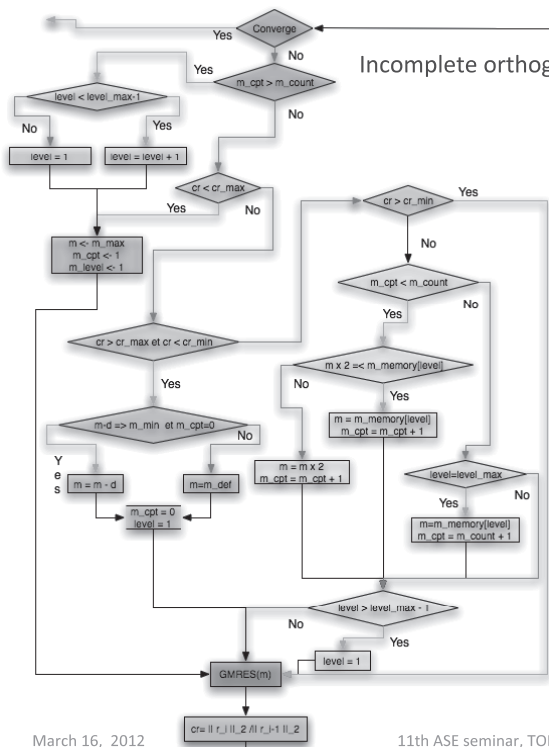 Converge
Yes
No
Incomplete orthog
m_cpt > m_count
Yes
No
level < level_max-1
No
Yes
level = 1
level = level + 1
cr < cr_max
Yes
No
cr > cr_min
Yes
No
m <- m_max
m_cpt <- 1
m_level <- 1
m_cpt < m_count
Yes
No
cr > cr_max et cr < cr_min
Yes
m x 2 =< m_memory[level]
No
Yes
m = m_memory[level]
m_cpt = m_cpt + 1
m-d => m_min et m_cpt=0
Yes
No
m = m - d
m=m_def
m = m x 2
m_cpt = m_cpt + 1
level=level_max
Yes
No
m_cpt = 0
level = 1
m=m_memory[level]
m_cpt = m_count + 1
level > level_max - 1
No
Yes
level = 1
GMRES(m)
cr= || r_i ||_2 /|| r_i-1 ||_2
March 16, 2012
11th ASE seminar, TO